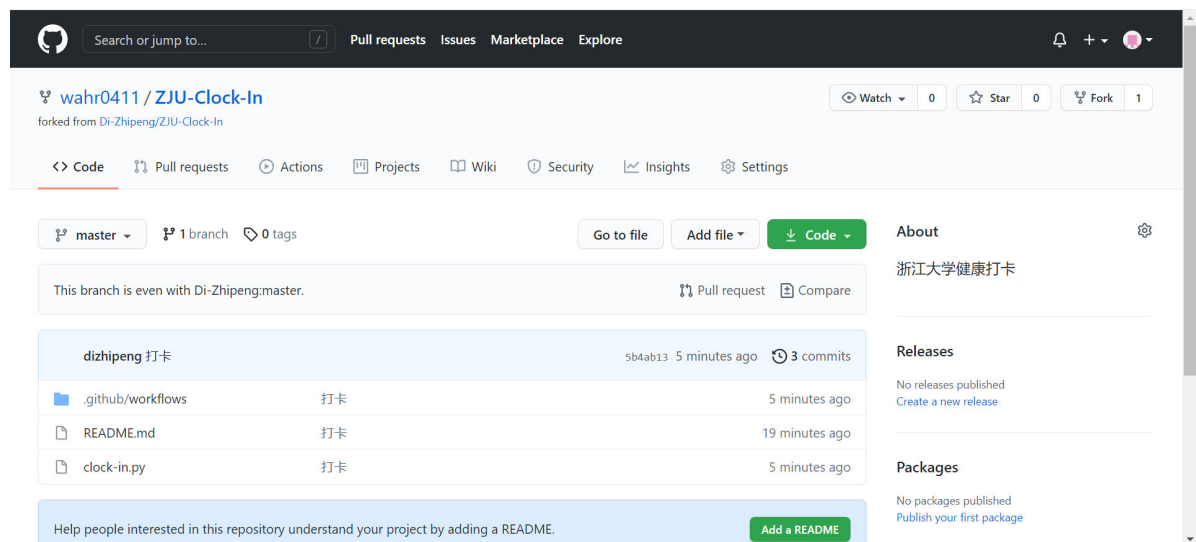 Search or jump to... / Pull requests Issues Marketplace Explore
wahr0411 / ZJU-Clock-In Watch 0 Star 0 Fork 1
forked from Di-Zhipeng/ZJU-Clock-In
Code Pull requests Actions Projects Wiki Security Insights Settings
master 1 branch 0 tags Go to file Add file Code
This branch is even with Di-Zhipeng:master. Pull request Compare
dizhipeng 打卡 5b4ab13 5 minutes ago 3 commits
.github/workflows 打卡 5 minutes ago
README.md 打卡 19 minutes ago
clock-in.py 打卡 5 minutes ago
Help people interested in this repository understand your project by adding a README. Add a README
About
浙江大学健康打卡
Releases
No releases published
Create a new release
Packages
No packages published
Publish your first package